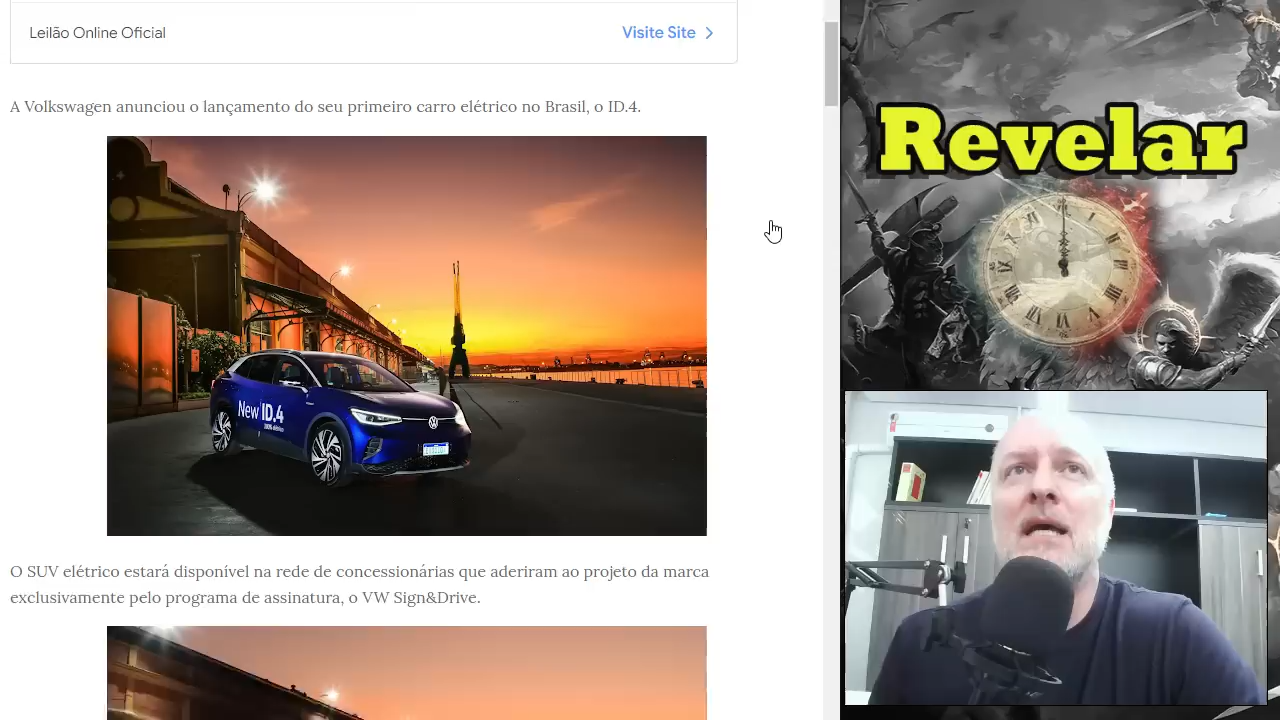 Leilão Online Oficial
Visite Site
A Volkswagen anunciou o lançamento do seu primeiro carro elétrico no Brasil, o ID.4.
New ID.4
100% elétrico
O SUV elétrico estará disponível na rede de concessionárias que aderiram ao projeto da marca
exclusivamente pelo programa de assinatura, o VW Sign&Drive.
Revelar